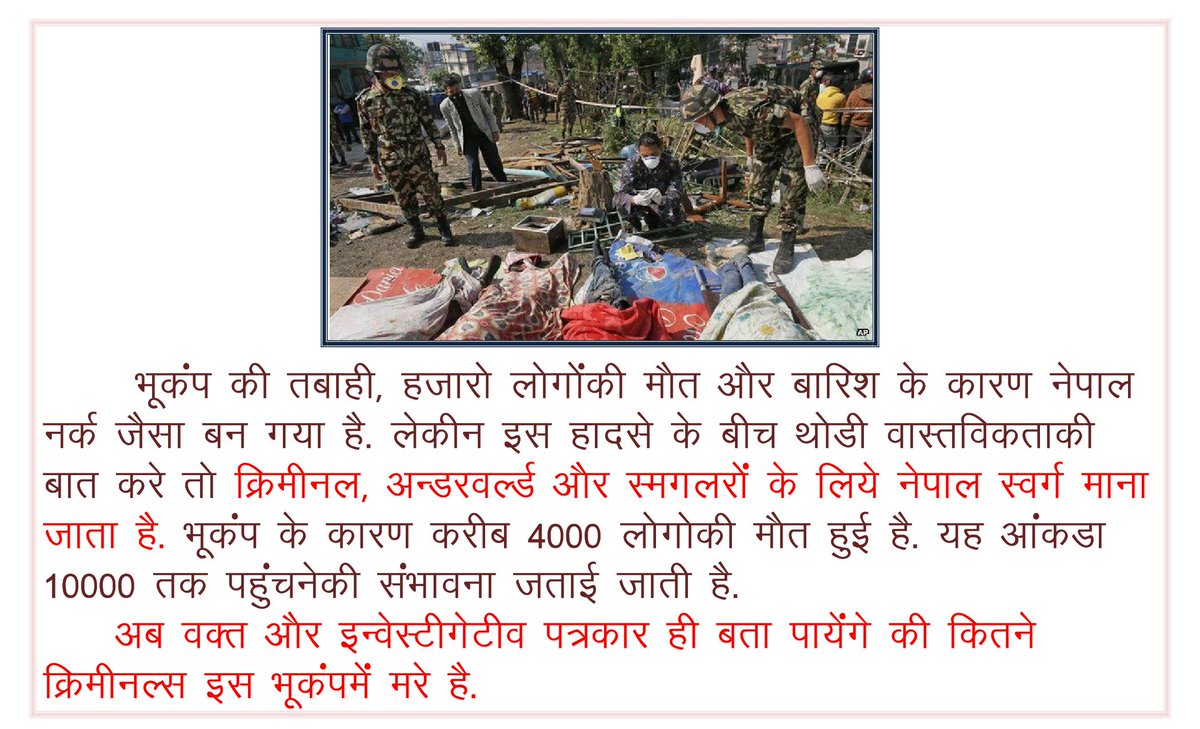 AP
भूकंप की तबाही, हजारो लोगोंकी मौत और बारिश के कारण नेपाल
नर्क जैसा बन गया है. लेकीन इस हादसे के बीच थोडी वास्तविकताकी
बात करे तो क्रिमीनल, अन्डरवर्ल्ड और स्मगलरों के लिये नेपाल स्वर्ग माना
जाता है. भूकंप के कारण करीब 4000 लोगोकी मौत हुई है. यह आंकडा
10000 तक पहुंचनेकी संभावना जताई जाती है.
अब वक्त और इन्वेस्टीगेटीव पत्रकार ही बता पायेंगे की कितने
क्रिमीनल्स इस भूकंपमें मरे है.